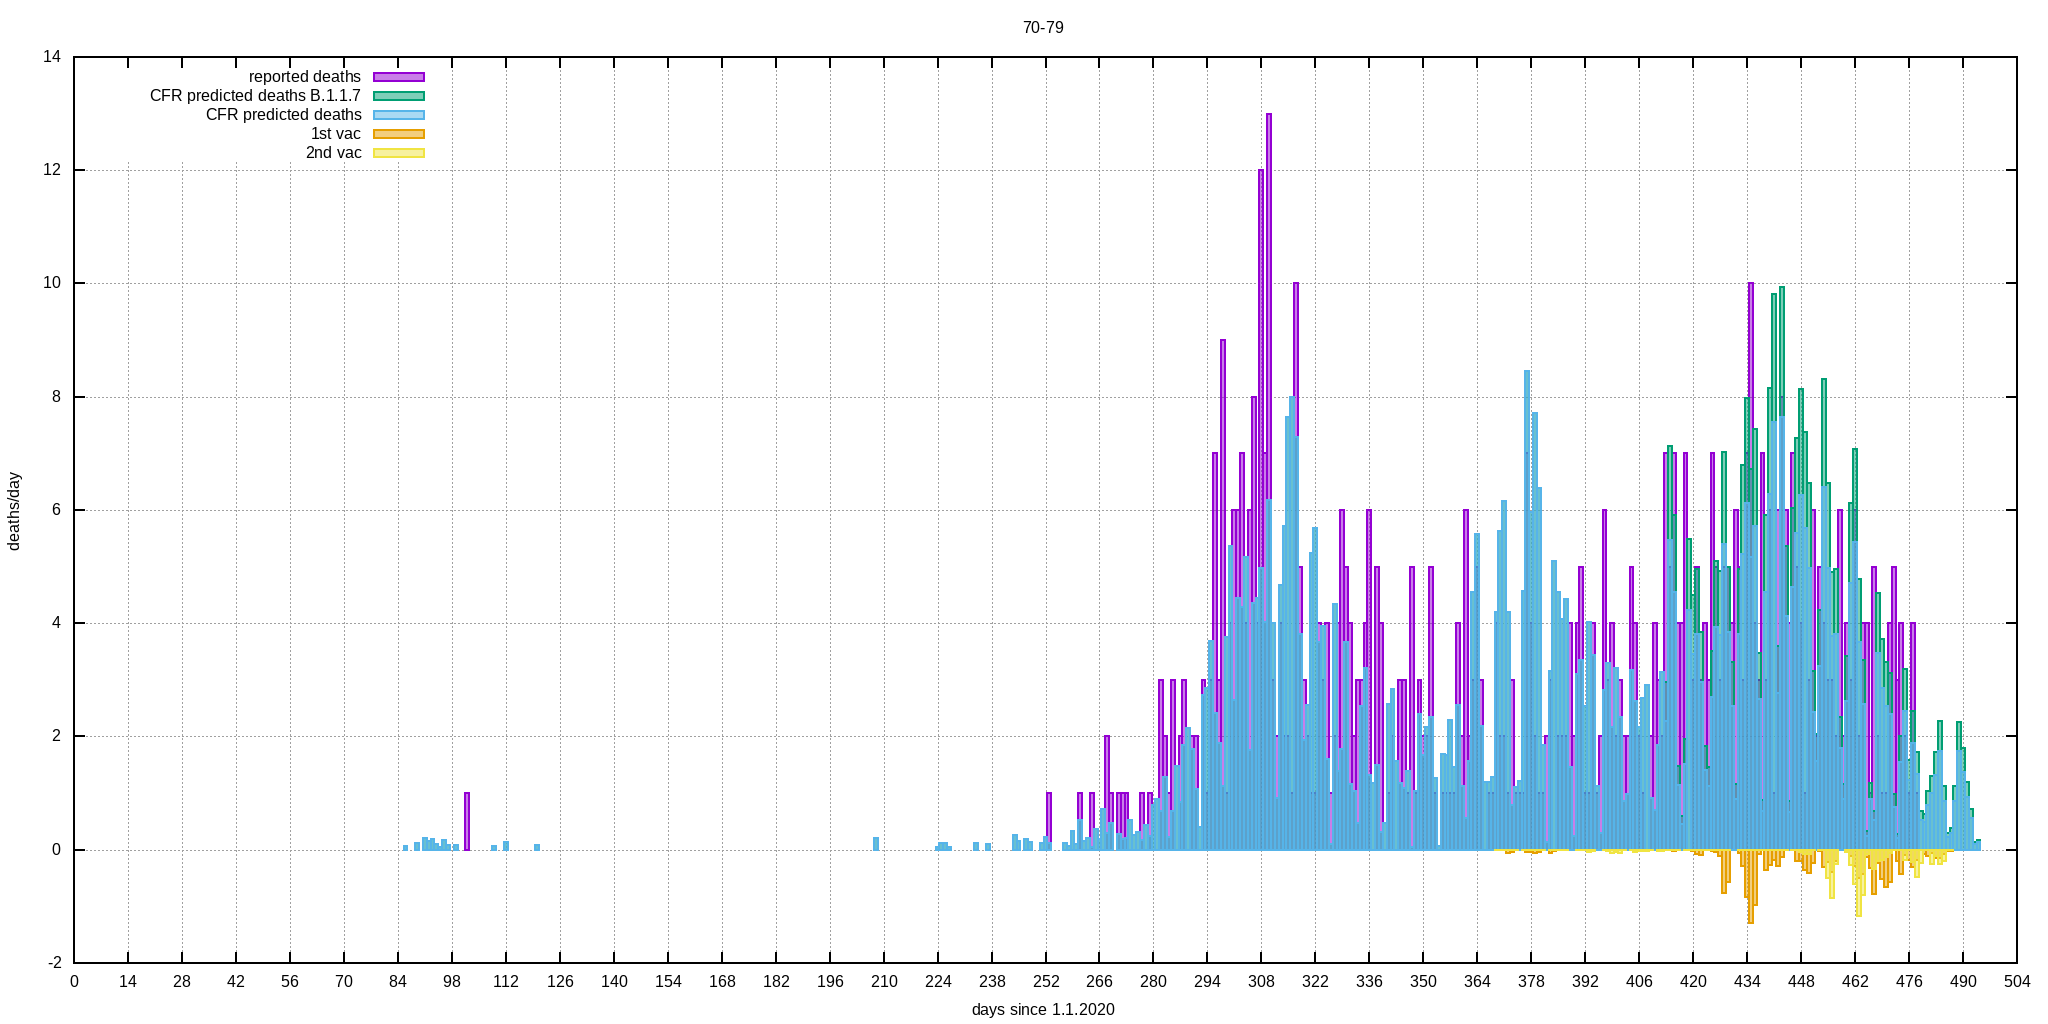 70-79
reported deaths
CFR predicted deaths B.1.1.7
CFR predicted deaths
1st vac
2nd vac
14
12
10
8
6
4
2
0
-2
deaths/day
0 14 28 42 56 70 84 98 112 126 140 154 168 182 196 210 224 238 252 266 280 294 308 322 336 350 364 378 392 406 420 434 448 462 476 490 504
days since 1.1.2020